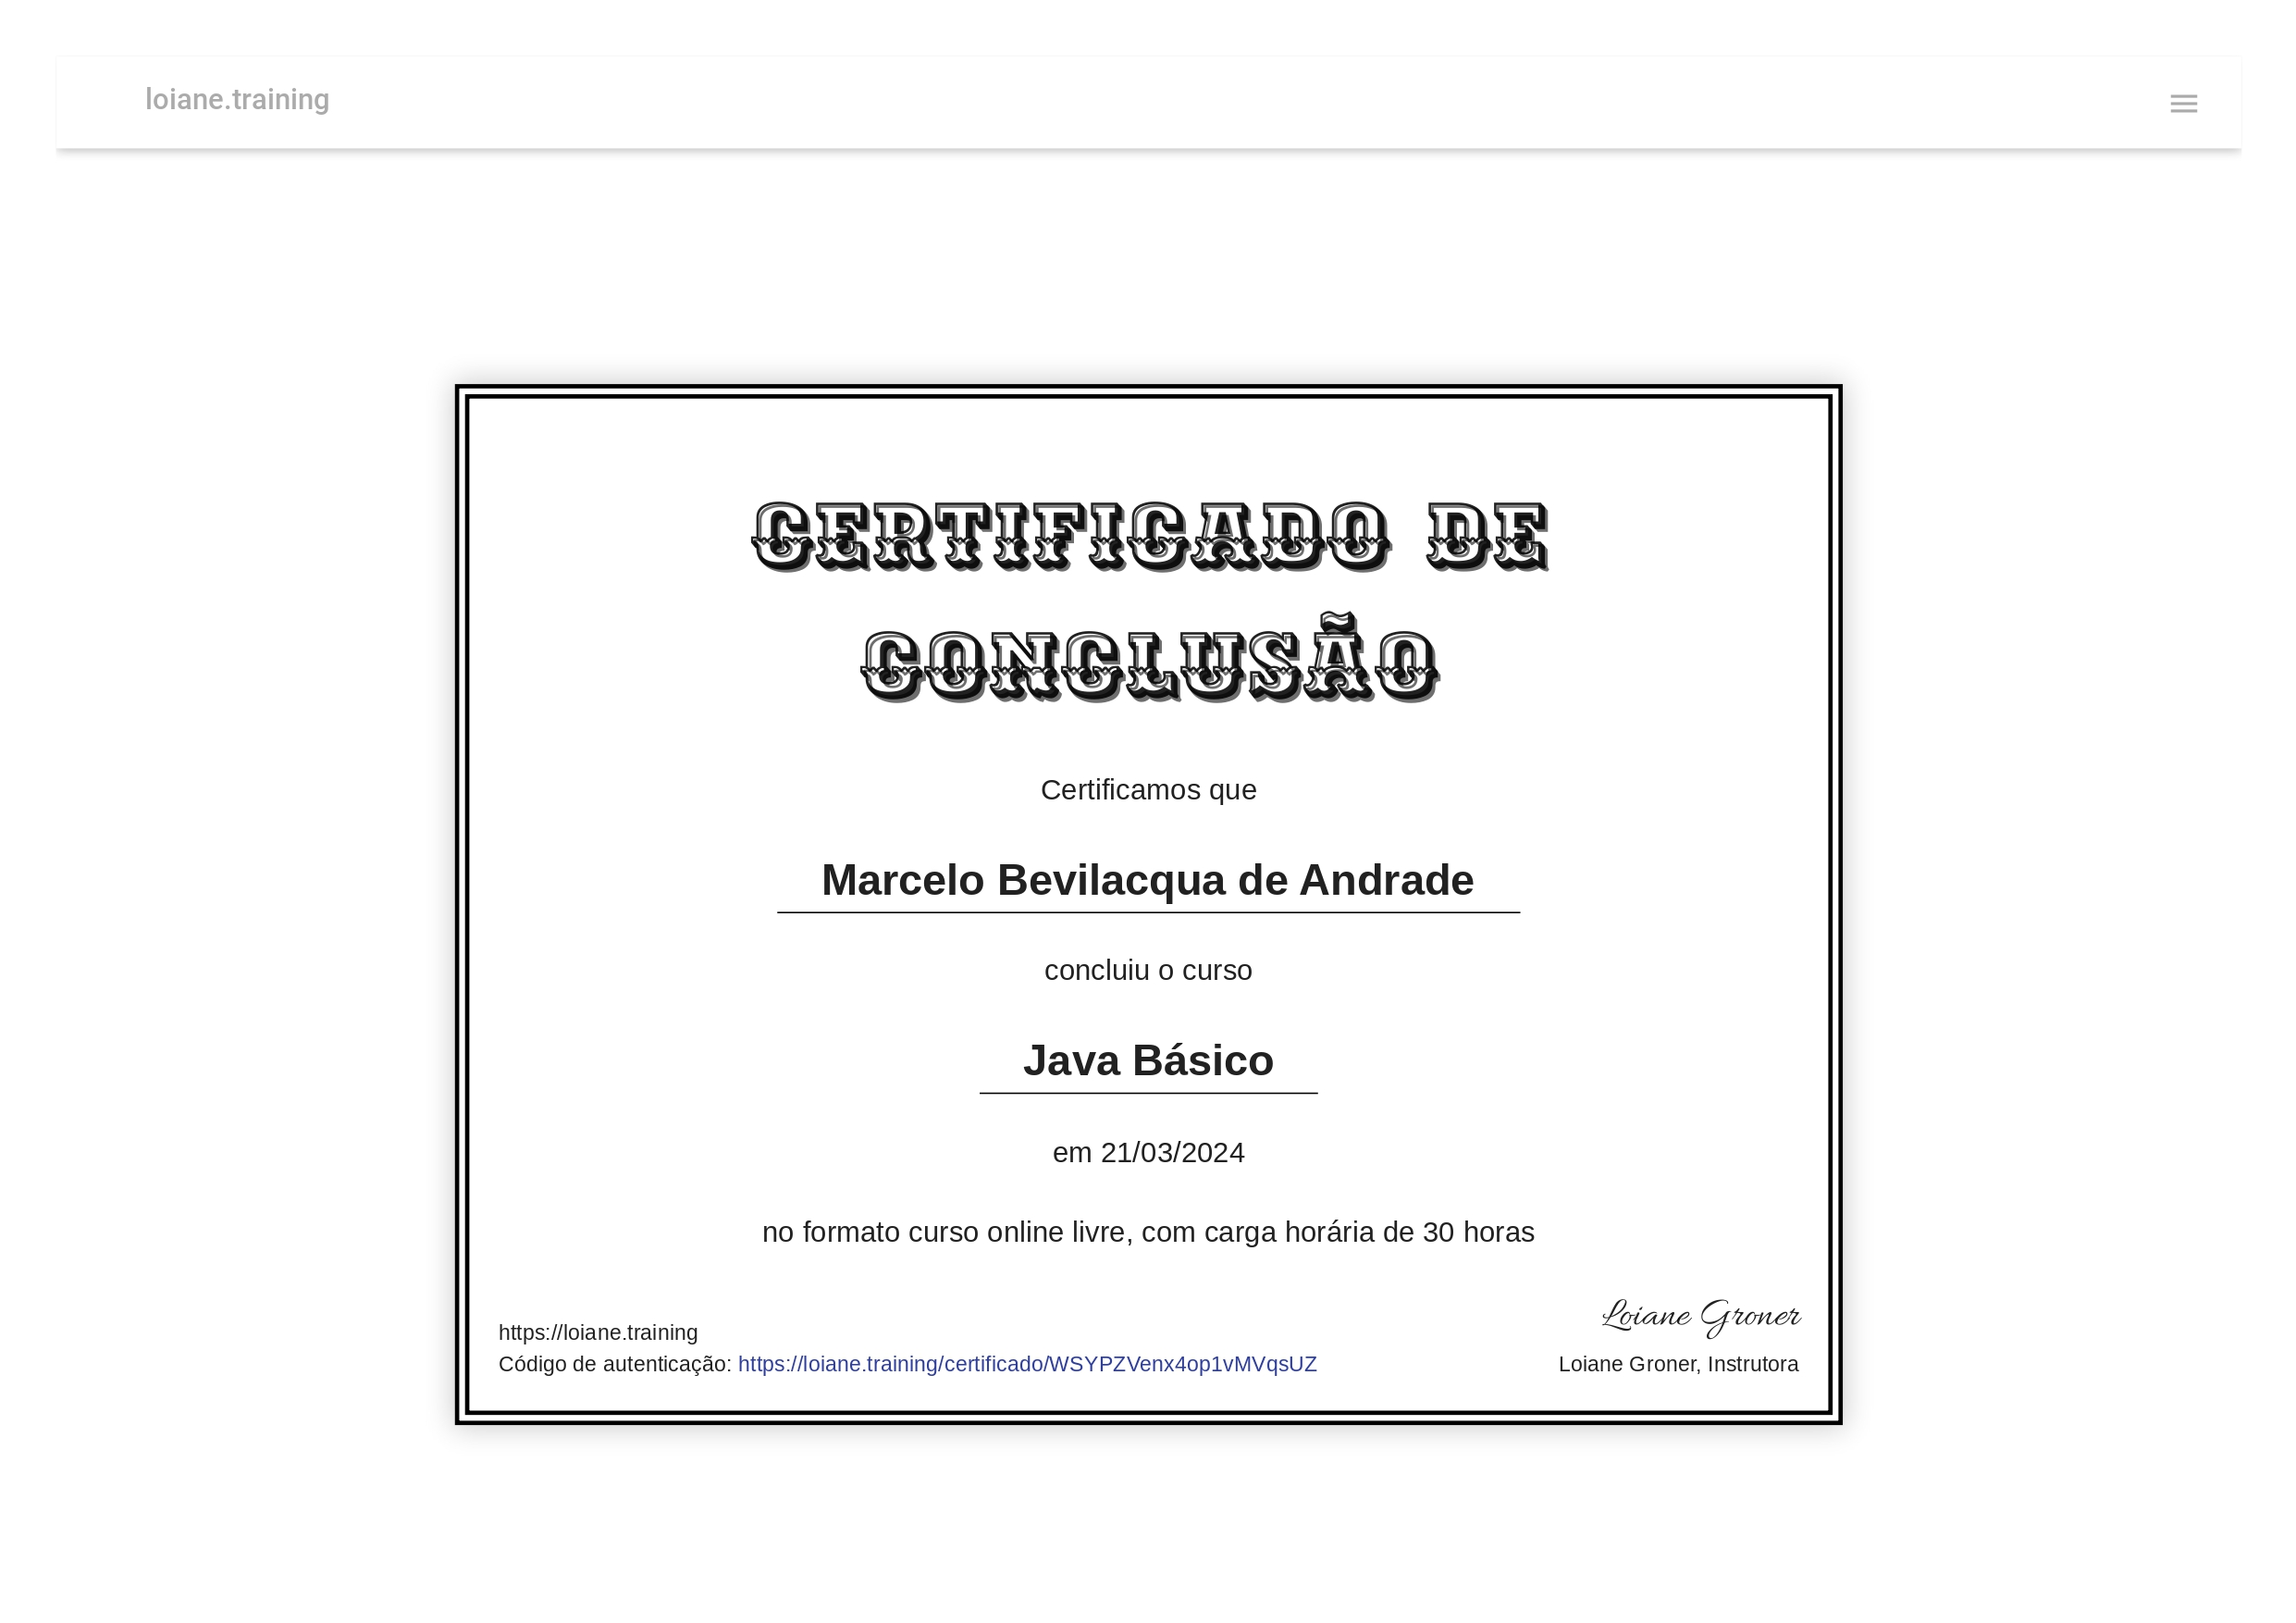 loiane.training
CERTIFICADO DE
CONCLUSÃO
Certificamos que
Marcelo Bevilacqua de Andrade
concluiu o curso
Java Básico
em 21/03/2024
no formato curso online livre, com carga horária de 30 horas
Loiane Groner
https://loiane.training
Código de autenticação: https://loiane.training/certificado/WSYPZVenx4op1vMVqsUZ
Loiane Groner, Instrutora